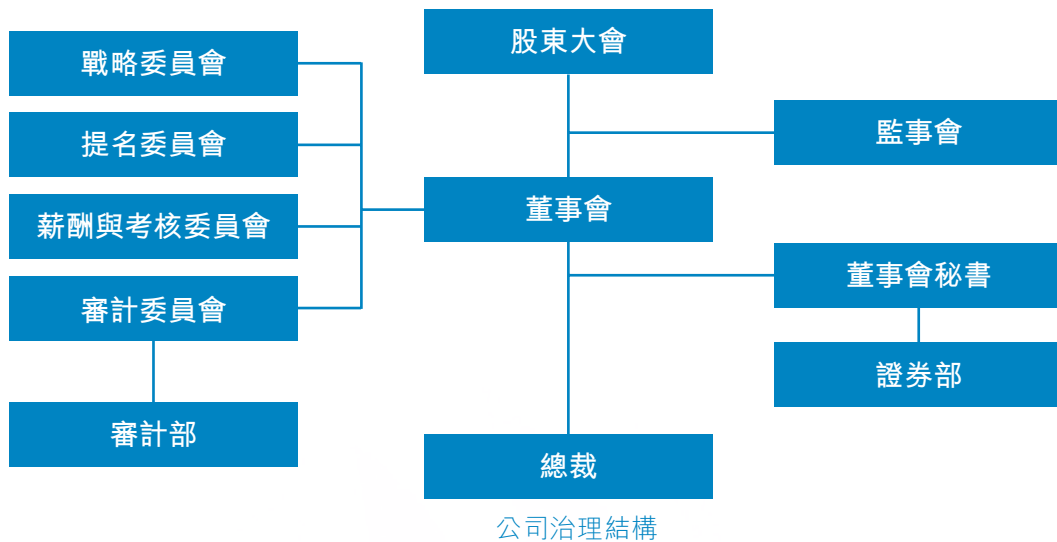 股東大會
戰略委員會
監事會
提名委員會
董事會
薪酬與考核委員會
董事會秘書
審計委員會
證券部
審計部
總裁
公司治理結構